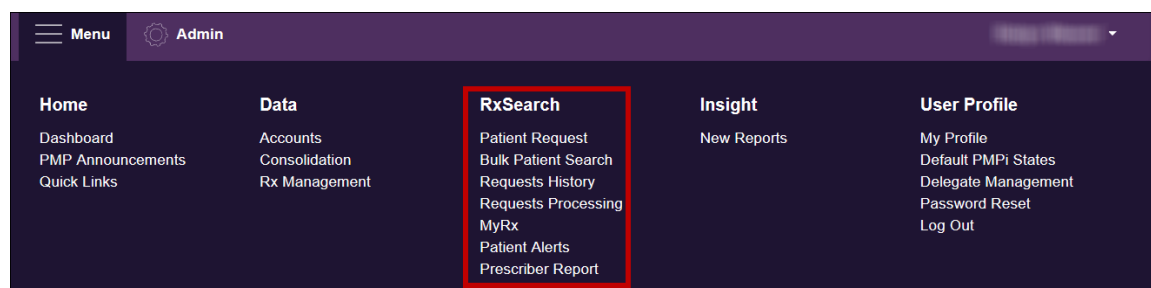 Menu
Admin
Home
Dashboard
PMP Announcements
Quick Links
Data
Accounts
Consolidation
Rx Management
RxSearch
Patient Request
Bulk Patient Search
Requests History
Requests Processing
MyRx
Patient Alerts
Prescriber Report
Insight
New Reports
User Profile
My Profile
Default PMPi States
Delegate Management
Password Reset
Log Out